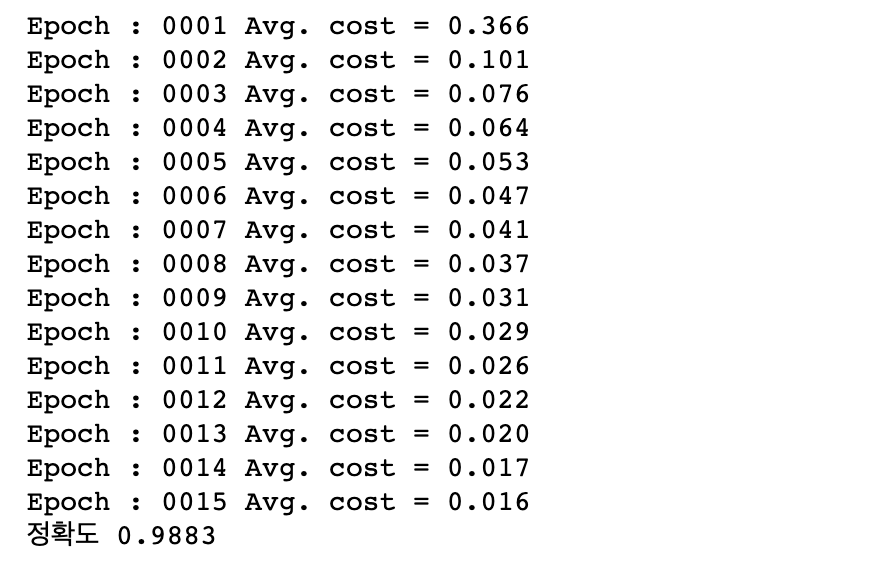 Epoch : 0001 Avg. cost = 0.366
Epoch : 0002 Avg. cost = 0.101
Epoch : 0003 Avg. cost = 0.076
Epoch : 0004 Avg. cost = 0.064
Epoch : 0005 Avg. cost = 0.053
Epoch : 0006 Avg. cost = 0.047
Epoch : 0007 Avg. cost = 0.041
Epoch : 0008 Avg. cost = 0.037
Epoch : 0009 Avg. cost = 0.031
Epoch : 0010 Avg. cost = 0.029
Epoch : 0011 Avg. cost = 0.026
Epoch : 0012 Avg. cost = 0.022
Epoch : 0013 Avg. cost = 0.020
Epoch : 0014 Avg. cost = 0.017
Epoch : 0015 Avg. cost = 0.016
정확도 0.9883